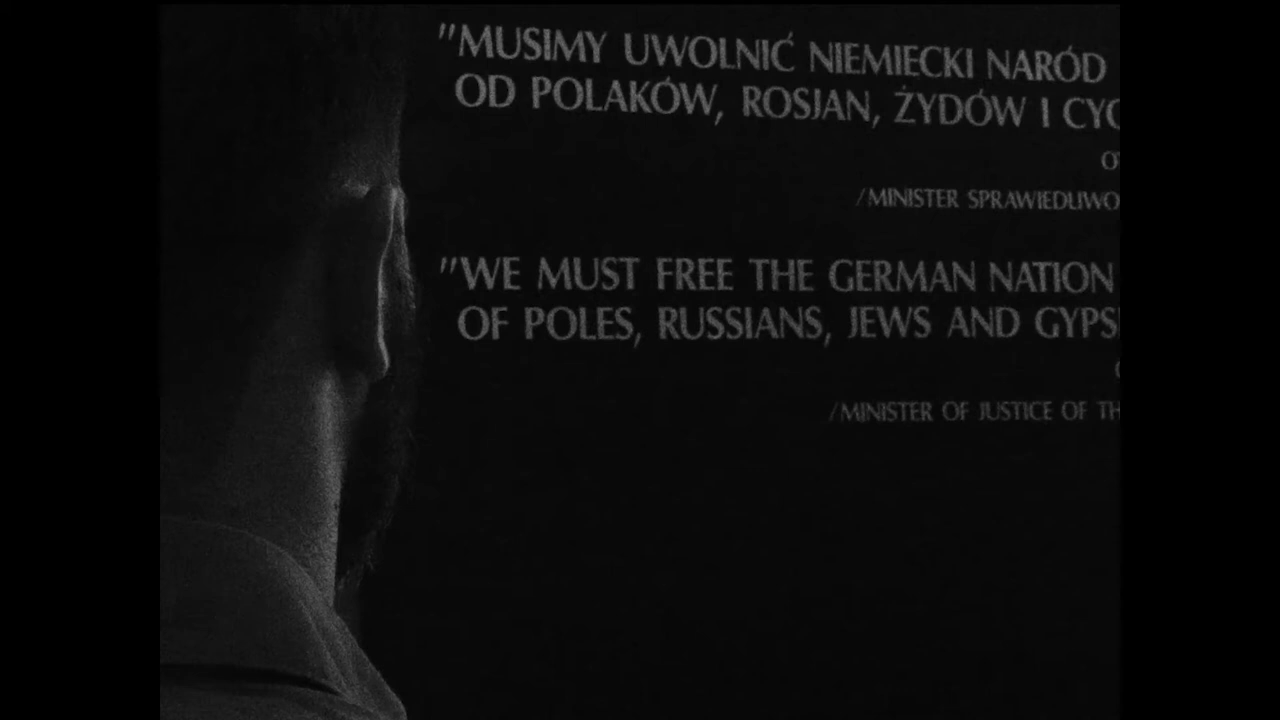 "MUSIMY UWOLNIĆ NIEMIECKI NARÓD
OD POLAKÓW, ROSJAN, ŻYDÓW I
/MINISTER
"WE MUST FREE THE GERMAN NATION
OF POLES, RUSSIANS, JEWS AND
/MINISTER OF JUSTICE OF